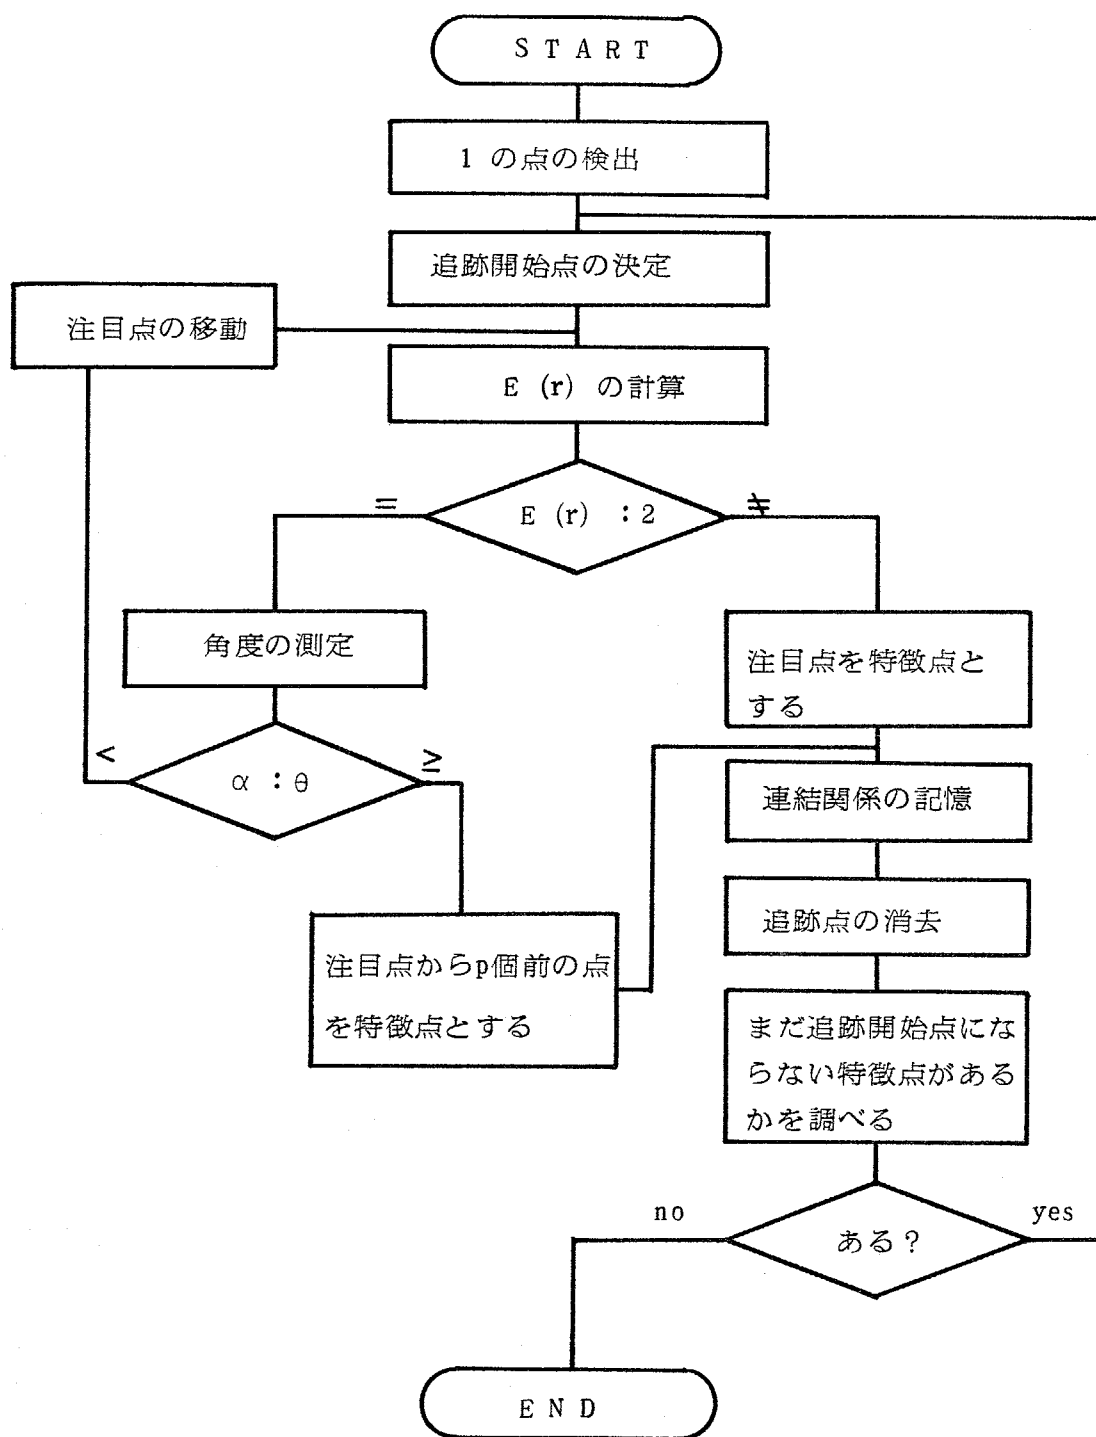 START
1 の点の検出
追跡開始点の決定
注目点の移動
E (r) の計算
=
E (r) :2
≠
角度の測定
注目点を特徴点と
する
<
α :θ
≥
連結関係の記憶
追跡点の消去
注目点からp個前の点
を特徴点とする
まだ追跡開始点にな
らない特徴点がある
かを調べる
no
ある?
yes
END